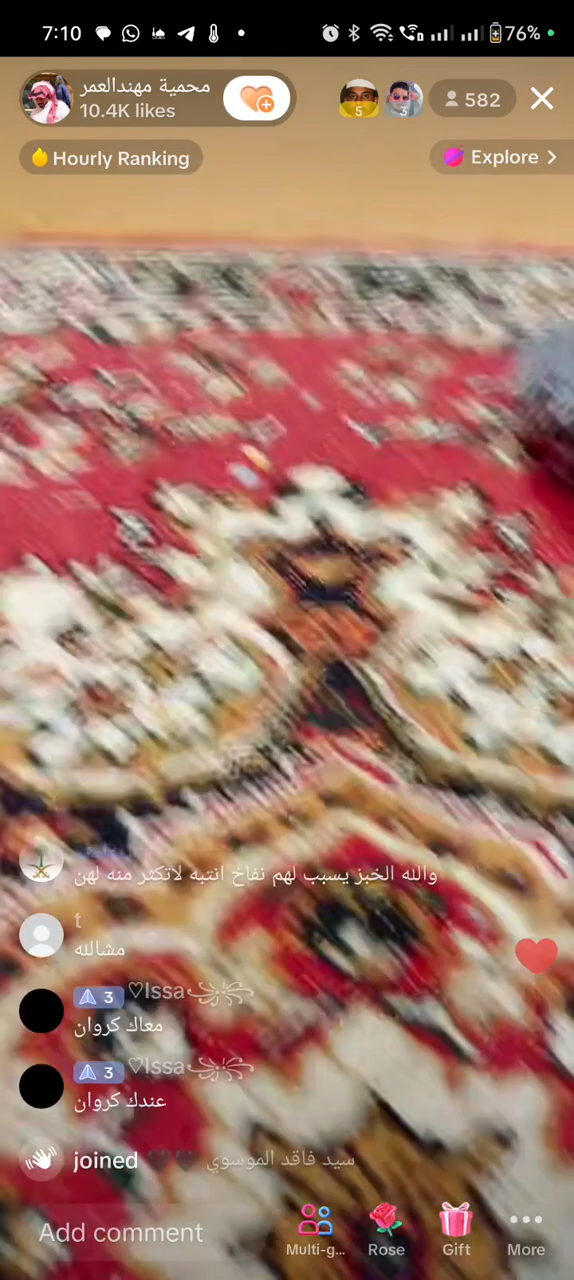 7:10
76%
محمية مهندالعمر
10.4K likes
5
3
582
Hourly Ranking
Explore
والله الخبز يسبب لهم نفاخ انتبه لاتكثر منه لهن
t
مشالله
3 ♡Issa
معاك كروان
3 ♡Issa
عندك كروان
joined 🖤🖤 سيد فاقد الموسوي
Add comment
Multi-g...
Rose
Gift
More